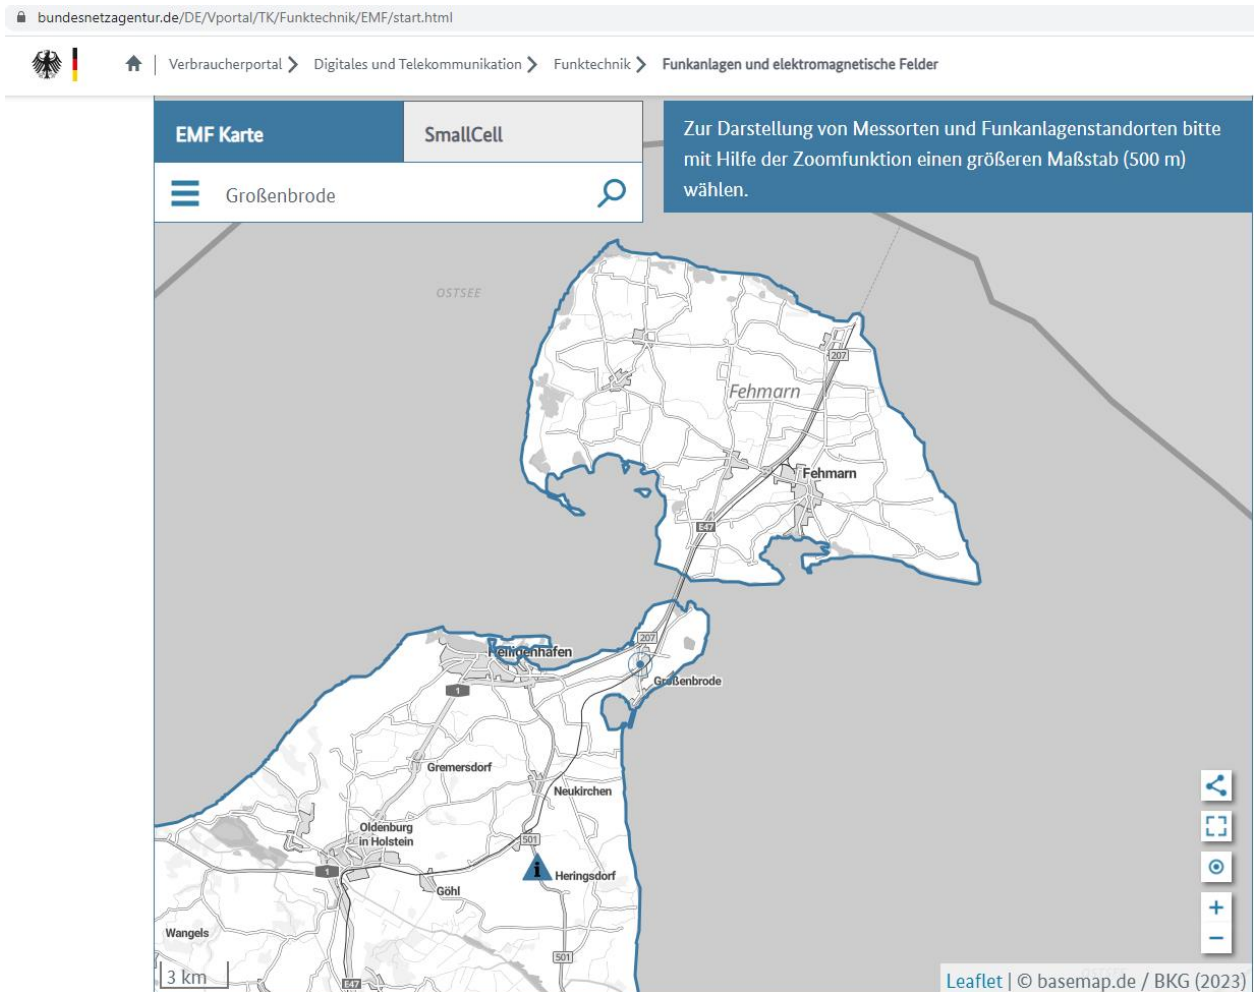 bundesnetzagentur.de/DE/Vportal/TK/Funktechnik/EMF/start.html
Verbraucherportal > Digitales und Telekommunikation > Funktechnik > Funkanlagen und elektromagnetische Felder
EMF Karte
SmallCell
Zur Darstellung von Messorten und Funkanlagenstandorten bitte
mit Hilfe der Zoomfunktion einen größeren Maßstab (500 m)
wählen.
Großenbrode
OSTSEE
207
Fehmarn
Fehmarn
E47
207
Heiligenhafen
Großenbrode
1
Gremersdorf
Neukirchen
Oldenburg
in Holstein
501
1
i
Heringsdorf
Göhl
Wangels
501
3 km
E47
+
−
OSTSEE
Leaflet | © basemap.de / BKG (2023)